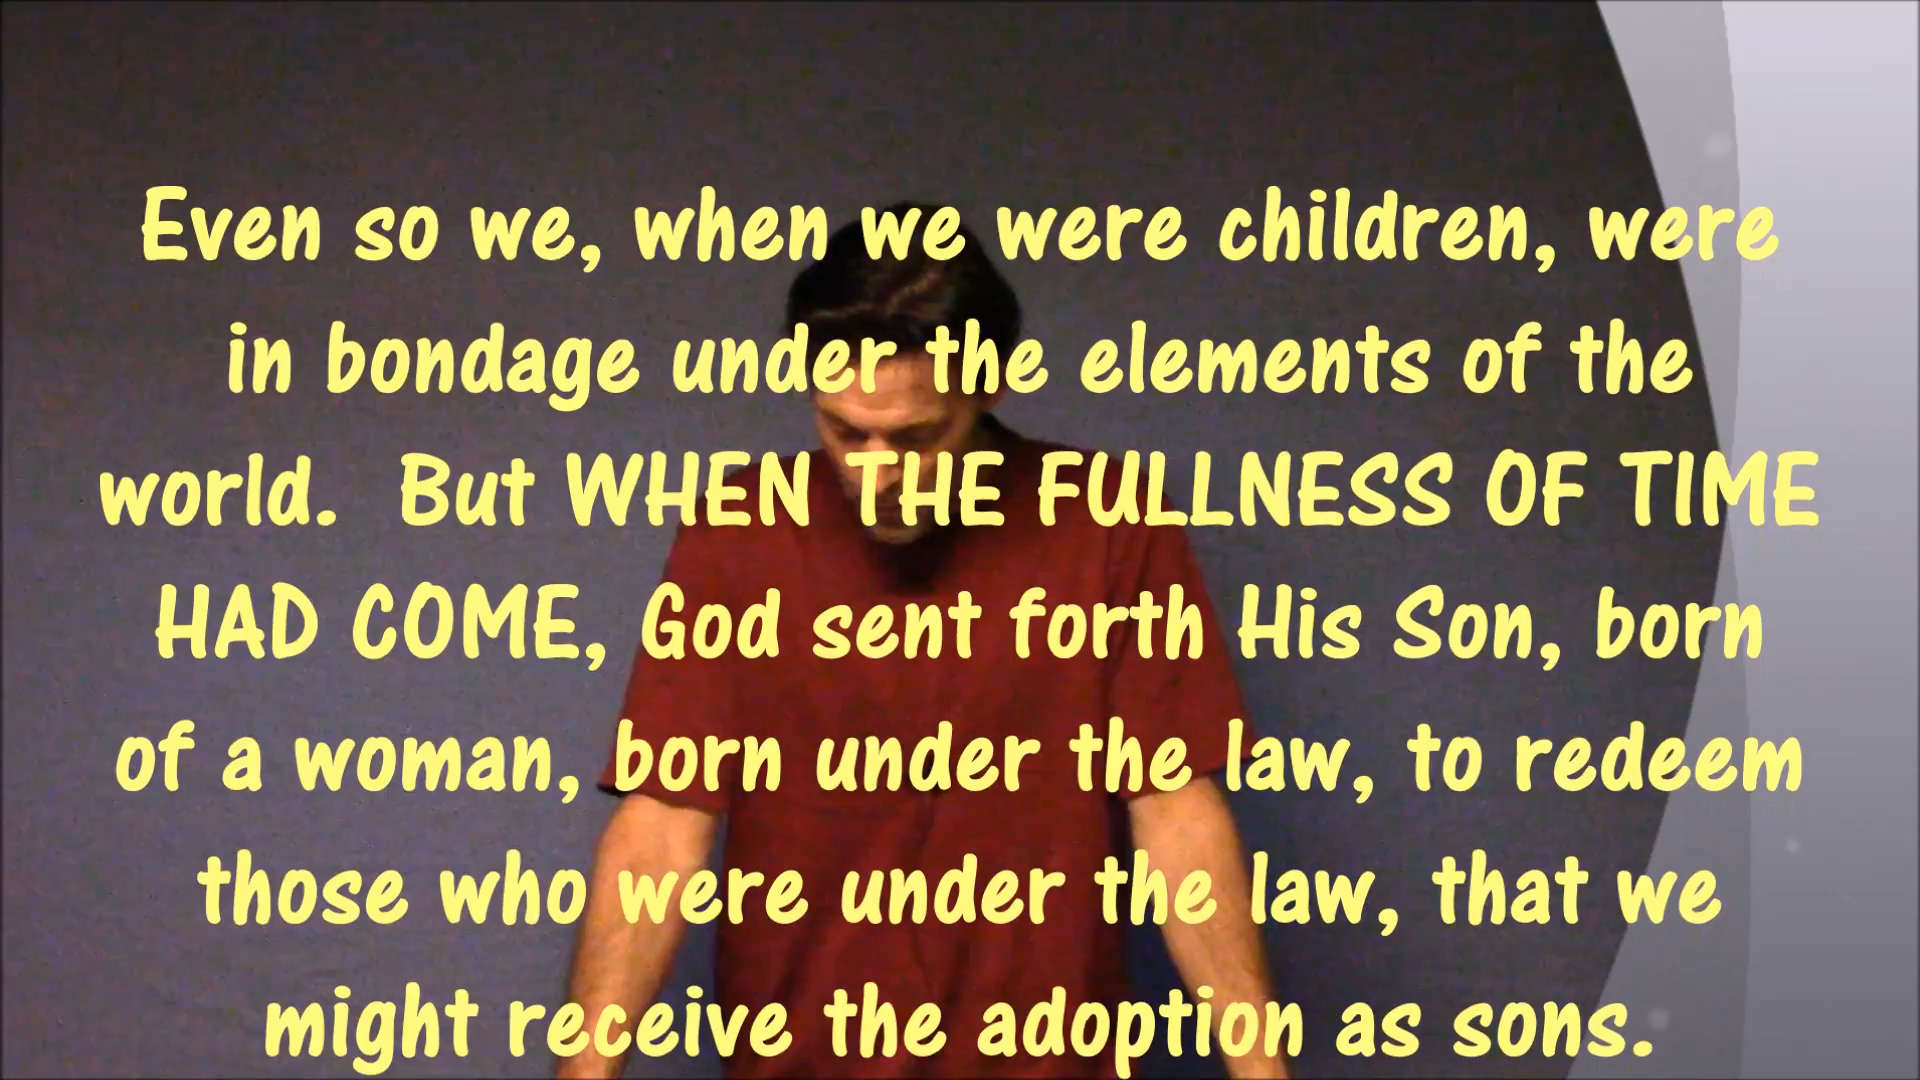 Even so we, when we were children, were
in bondage under the elements of the
world.  But WHEN THE FULLNESS OF TIME
HAD COME, God sent forth His Son, born
of a woman, born under the law, to redeem
those who were under the law, that we
might receive the adoption as sons.